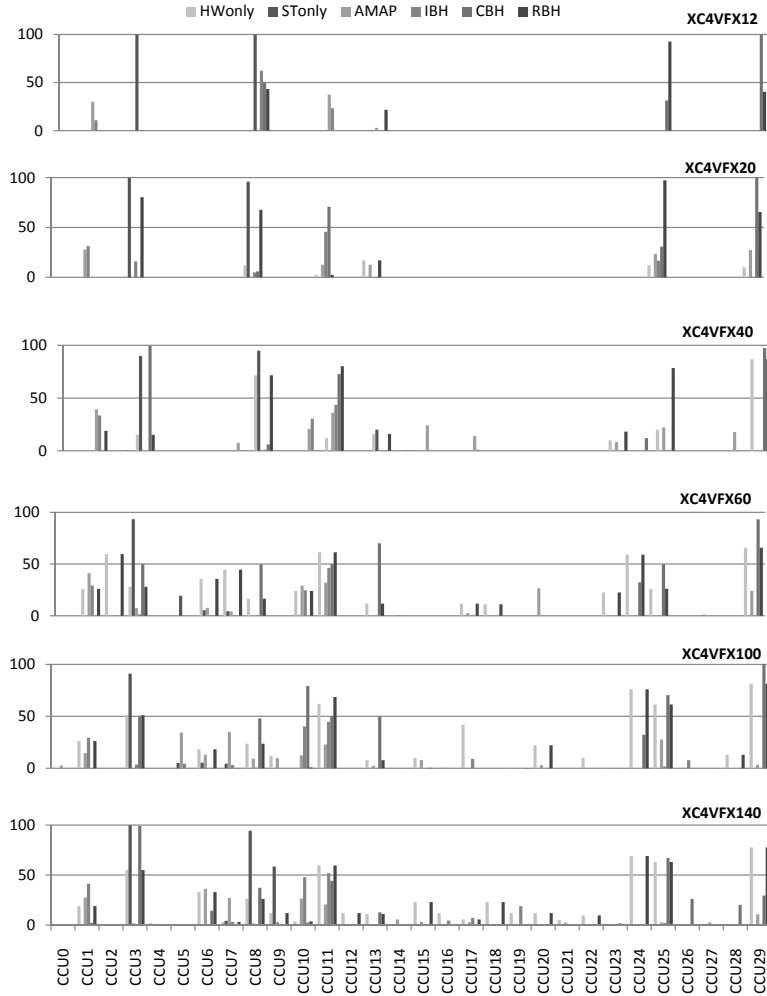 HWonly STonly AMAP IBH CBH RBH
XC4VFX12
100
50
0
XC4VFX20
100
50
0
XC4VFX40
100
50
0
XC4VFX60
100
50
0
XC4VFX100
100
50
0
XC4VFX140
100
50
0
CCU0 CCU1 CCU2 CCU3 CCU4 CCU5 CCU6 CCU7 CCU8 CCU9 CCU10 CCU11 CCU12 CCU13 CCU14 CCU15 CCU16 CCU17 CCU18 CCU19 CCU20 CCU21 CCU22 CCU23 CCU24 CCU25 CCU26 CCU27 CCU28 CCU29